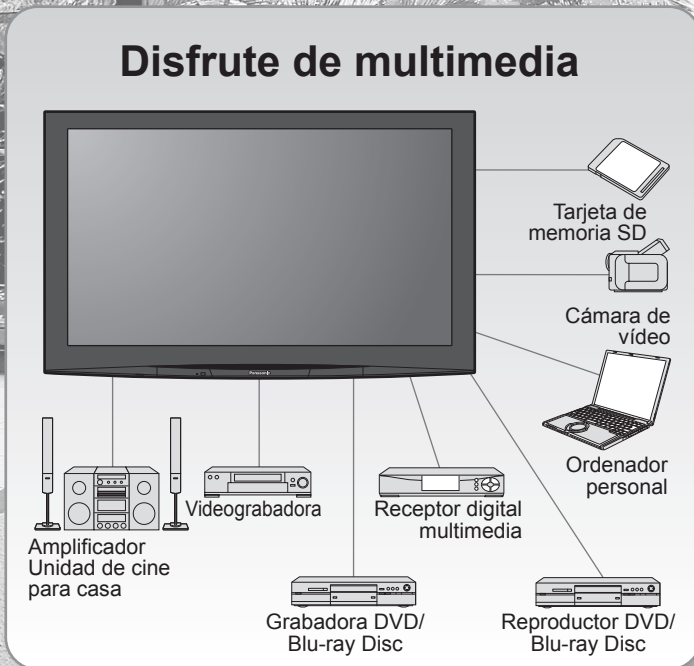 Disfrute de multimedia
Tarjeta de
memoria SD
Cámara de
vídeo
Ordenador
personal
Videograbadora
Receptor digital
multimedia
Amplificador
Unidad de cine
para casa
Grabadora DVD/
Blu-ray Disc
Reproductor DVD/
Blu-ray Disc
Panasonic